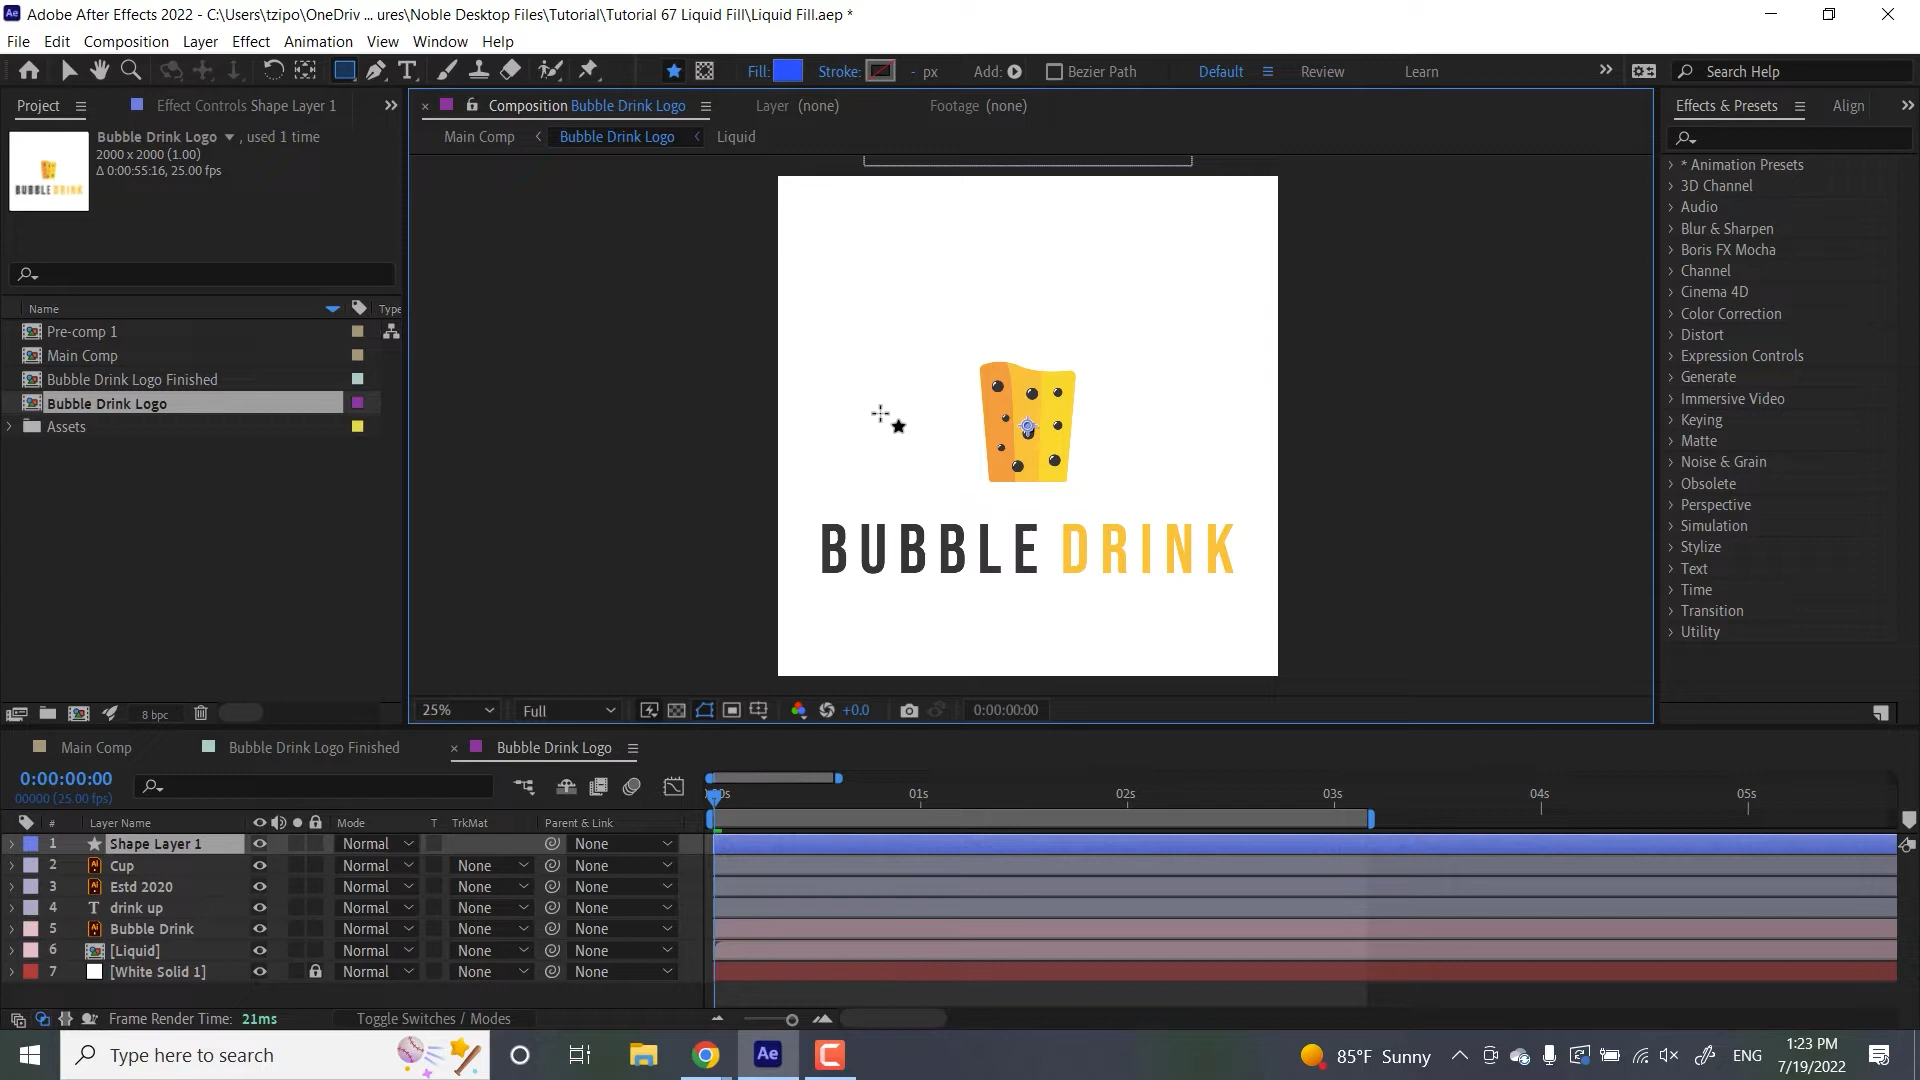 Adobe After Effects 2022 - C:\Users\tzipo\OneDriv ... ures\Noble Desktop Files\Tutorial\Tutorial 67 Liquid Fill\Liquid Fill.aep *
File Edit Composition Layer Effect Animation View Window Help
Fill: Stroke: - px Add: Bezier Path Default Review Learn Search Help
Project Effect Controls Shape Layer 1
Composition Bubble Drink Logo Layer (none) Footage (none)
Effects & Presets Align
Main Comp Bubble Drink Logo Liquid
Bubble Drink Logo , used 1 time
2000 x 2000 (1.00)
Δ 0:00:55:16, 25.00 fps
Name Type
Pre-comp 1
Main Comp
Bubble Drink Logo Finished
Bubble Drink Logo
Assets
8 bpc
BUBBLE DRINK
25% Full +0.0 0:00:00:00
* Animation Presets
3D Channel
Audio
Blur & Sharpen
Boris FX Mocha
Channel
Cinema 4D
Color Correction
Distort
Expression Controls
Generate
Immersive Video
Keying
Matte
Noise & Grain
Obsolete
Perspective
Simulation
Stylize
Text
Time
Transition
Utility
Main Comp Bubble Drink Logo Finished Bubble Drink Logo
0:00:00:00
00000 (25.00 fps)
00s 01s 02s 03s 04s 05s
# Layer Name Mode T TrkMat Parent & Link
1 Shape Layer 1 Normal None
2 Ai Cup Normal None None
3 Ai Estd 2020 Normal None None
4 T drink up Normal None None
5 Ai Bubble Drink Normal None None
6 [Liquid] Normal None None
7 [White Solid 1] Normal None None
Frame Render Time: 21ms Toggle Switches / Modes
Type here to search Ae 85°F Sunny ENG 1:23 PM
7/19/2022